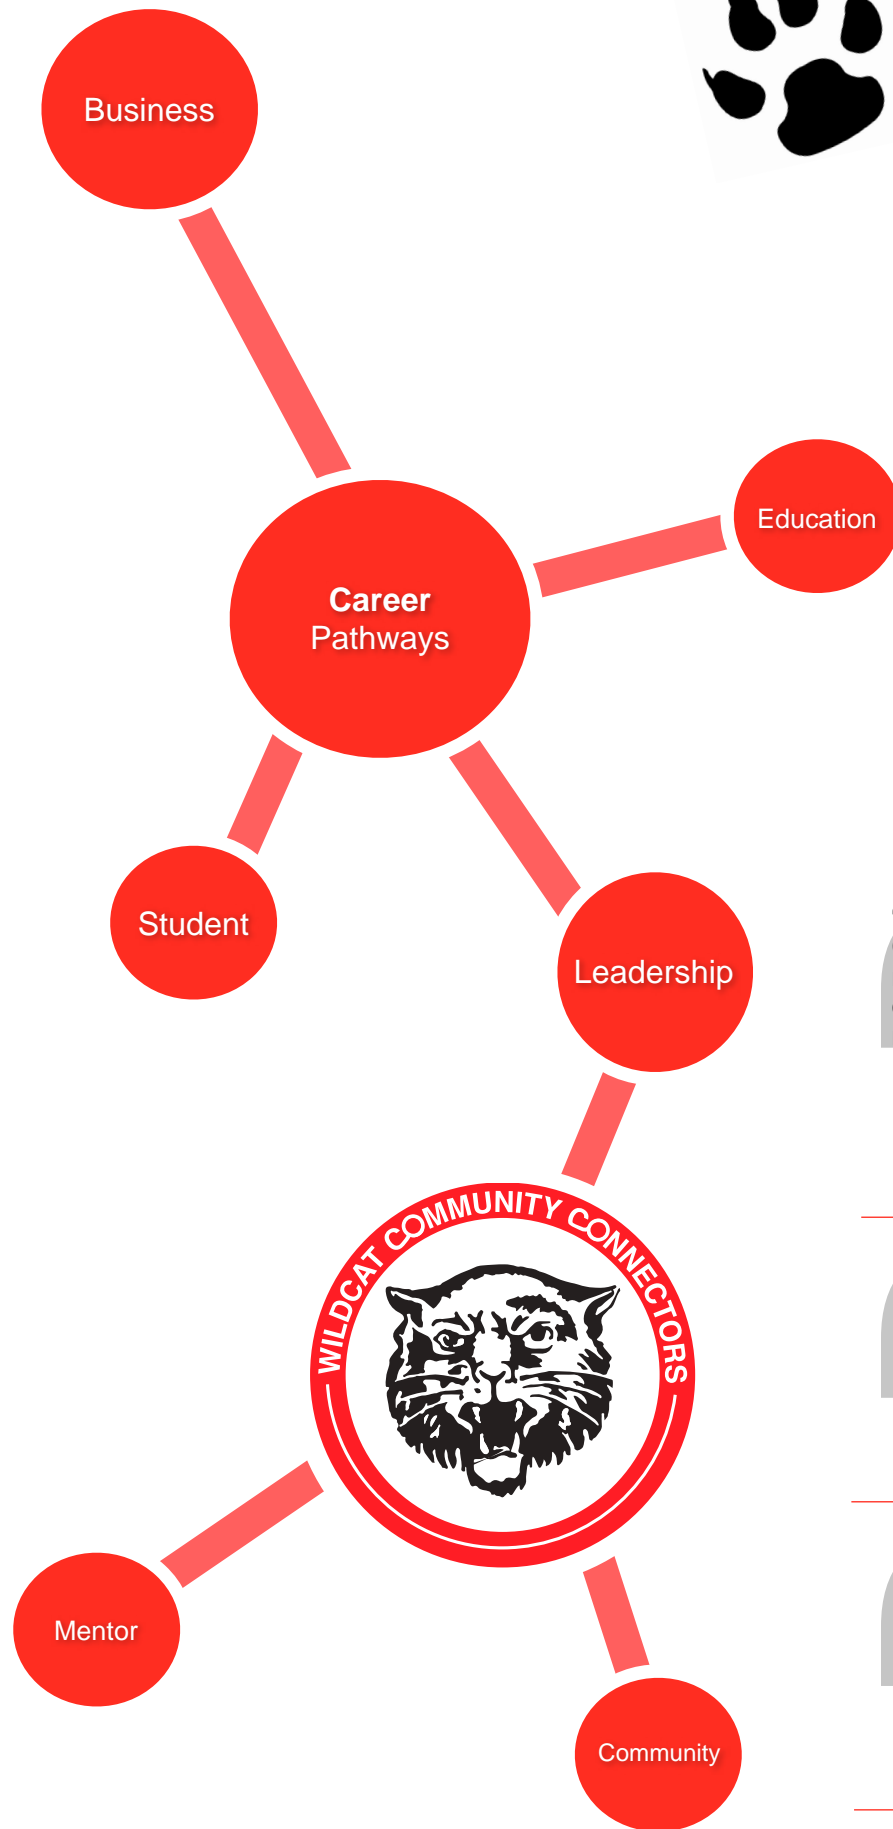 Business
Education
Career
Pathways
Student
Leadership
WILDCAT COMMUNITY CONNECTORS
Mentor
Community